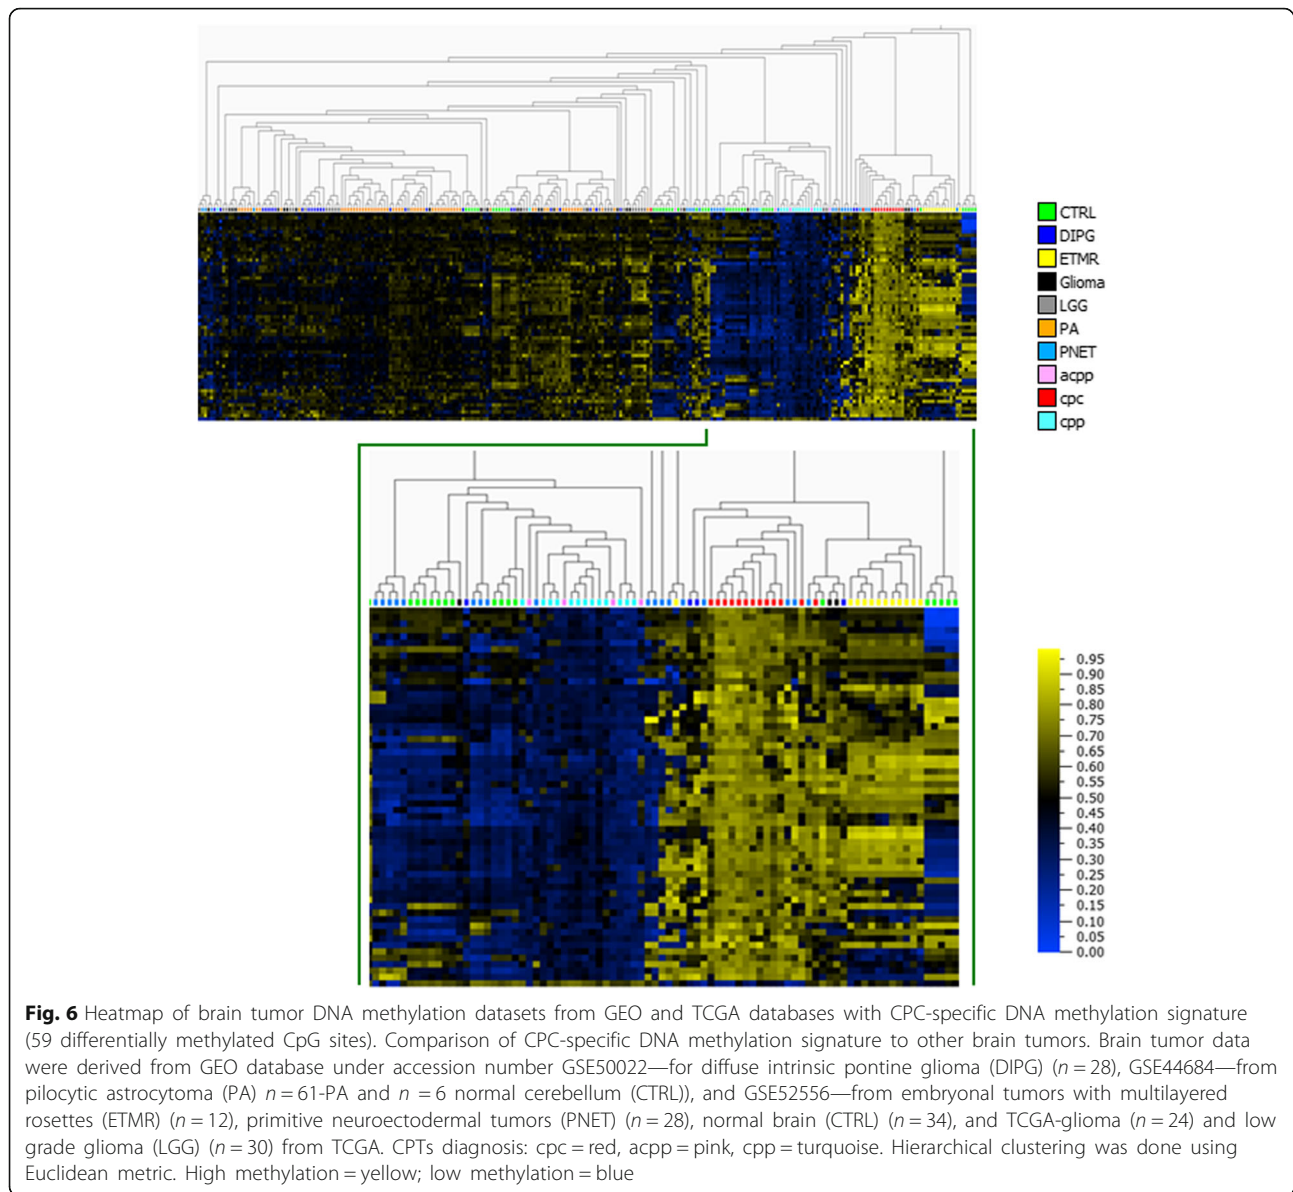 CTRL
DIPG
ETMR
Glioma
LGG
PA
PNET
acpp
cpc
cpp
0.95
0.90
0.85
0.80
0.75
0.70
0.65
0.60
0.55
0.50
0.45
0.40
0.35
0.30
0.25
0.20
0.15
0.10
0.05
0.00
Fig. 6 Heatmap of brain tumor DNA methylation datasets from GEO and TCGA databases with CPC-specific DNA methylation signature
(59 differentially methylated CpG sites). Comparison of CPC-specific DNA methylation signature to other brain tumors. Brain tumor data
were derived from GEO database under accession number GSE50022—for diffuse intrinsic pontine glioma (DIPG) (n = 28), GSE44684—from
pilocytic astrocytoma (PA) n = 61-PA and n = 6 normal cerebellum (CTRL)), and GSE52556—from embryonal tumors with multilayered
rosettes (ETMR) (n = 12), primitive neuroectodermal tumors (PNET) (n = 28), normal brain (CTRL) (n = 34), and TCGA-glioma (n = 24) and low
grade glioma (LGG) (n = 30) from TCGA. CPTs diagnosis: cpc = red, acpp = pink, cpp = turquoise. Hierarchical clustering was done using
Euclidean metric. High methylation = yellow; low methylation = blue